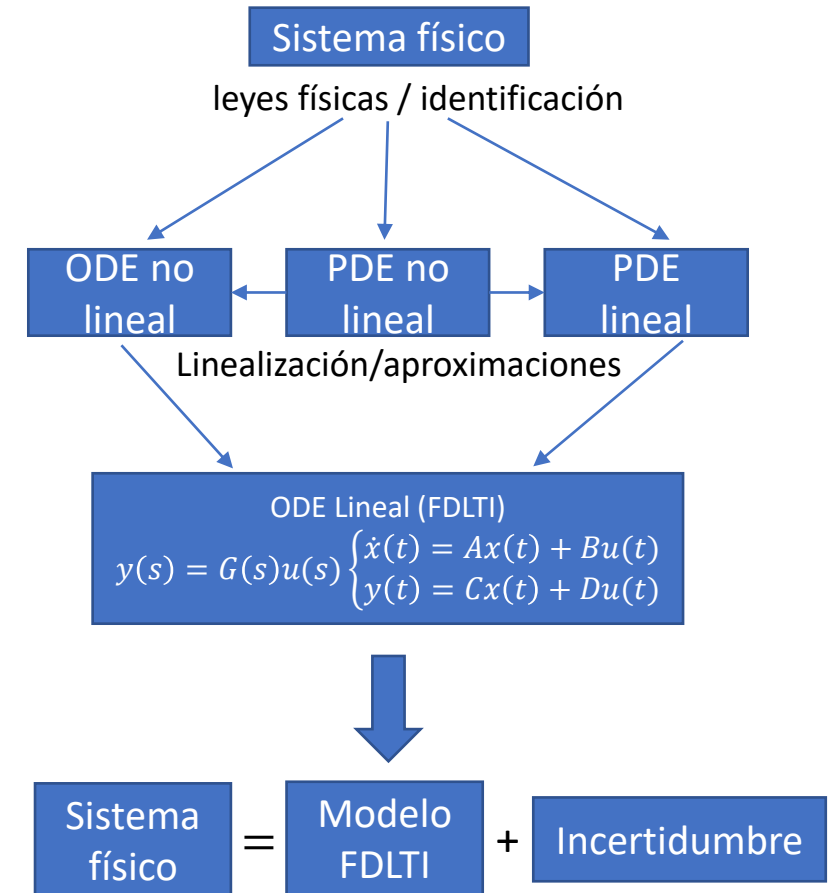 Sistema físico
leyes físicas / identificación
ODE no
lineal
PDE no
lineal
PDE
lineal
Linealización/aproximaciones
ODE Lineal (FDLTI)
y(s) = G(s)u(s) { ẋ(t) = Ax(t) + Bu(t)
y(t) = Cx(t) + Du(t)
Sistema
físico
=
Modelo
FDLTI
+
Incertidumbre